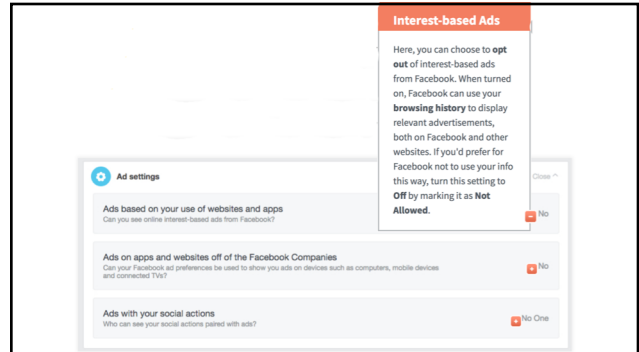 Interest-based Ads
Here, you can choose to opt
out of interest-based ads
from Facebook. When turned
on, Facebook can use your
browsing history to display
relevant advertisements,
both on Facebook and other
websites. If you'd prefer for
Facebook not to use your info
this way, turn this setting to
Off by marking it as Not
Allowed.
Ad settings
Close
Ads based on your use of websites and apps
Can you see online interest-based ads from Facebook?
No
Ads on apps and websites off of the Facebook Companies
Can your Facebook ad preferences be used to show you ads on devices such as computers, mobile devices
and connected TVs?
No
Ads with your social actions
Who can see your social actions paired with ads?
No One